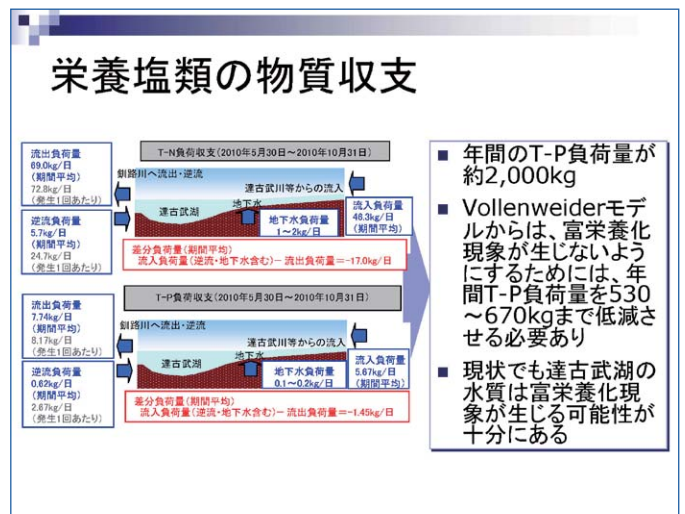 栄養塩類の物質収支
T-N負荷収支(2010年5月30日~2010年10月31日)
流出負荷量
69.0kg/日
(期間平均)
72.8kg/日
(発生1回あたり)
釧路川へ流出・逆流
達古武川等からの流入
逆流負荷量
5.7kg/日
(期間平均)
24.7kg/日
(発生1回あたり)
達古武湖
地下水
地下水負荷量
1~2kg/日
流入負荷量
46.3kg/日
(期間平均)
差分負荷量(期間平均)
流入負荷量(逆流・地下水含む)-流出負荷量=-17.0kg/日
T-P負荷収支(2010年5月30日~2010年10月31日)
流出負荷量
7.74kg/日
(期間平均)
8.17kg/日
(発生1回あたり)
釧路川へ流出・逆流
達古武川等からの流入
逆流負荷量
0.62kg/日
(期間平均)
2.67kg/日
(発生1回あたり)
達古武湖
地下水
地下水負荷量
0.1~0.2kg/日
流入負荷量
5.67kg/日
(期間平均)
差分負荷量(期間平均)
流入負荷量(逆流・地下水含む)-流出負荷量=-1.45kg/日
年間のT-P負荷量が
約2,000kg
Vollenweiderモデ
ルからは、富栄養化
現象が生じないよう
にするためには、年
間T-P負荷量を530
~670kgまで低減さ
せる必要あり
現状でも達古武湖の
水質は富栄養化現
象が生じる可能性が
十分にある